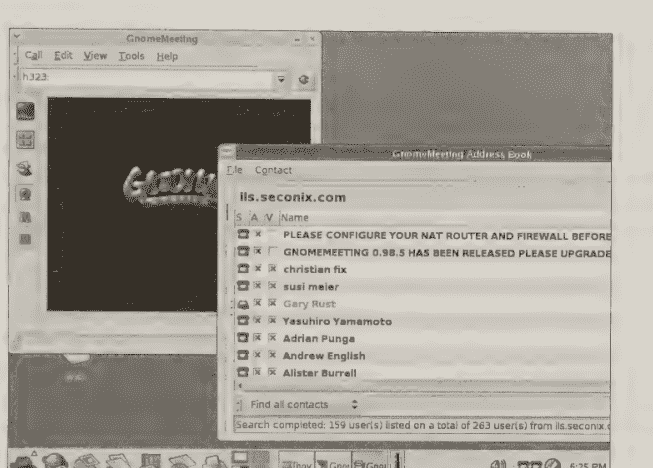 GnomeMeeting
Call Edit View Tools Help
h323:
GnomeMeeting Address Book
File Contact
ils.seconix.com
S A V Name
PLEASE CONFIGURE YOUR NAT ROUTER AND FIREWALL BEFORE
GNOMEMEETING 0.98.5 HAS BEEN RELEASED PLEASE UPGRADE
christian fix
susi meier
Gary Rust
Yasuhiro Yamamoto
Adrian Punga
Andrew English
Alister Burrell
Find all contacts
Search completed: 159 user(s) listed on a total of 263 user(s) from ils.seconix.
6:25 PM